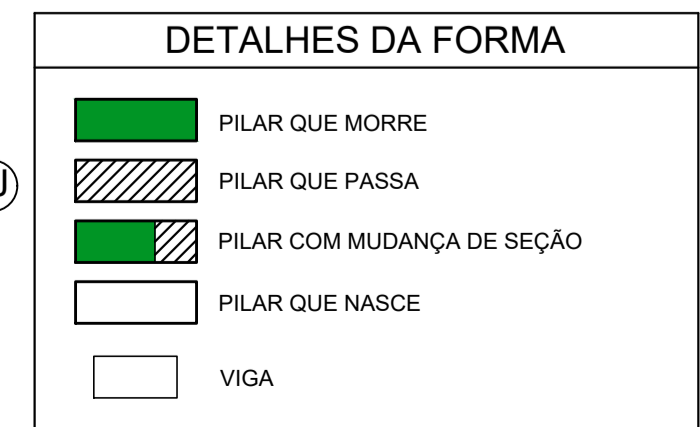 DETALHES DA FORMA
PILAR QUE MORRE
PILAR QUE PASSA
PILAR COM MUDANÇA DE SEÇÃO
PILAR QUE NASCE
VIGA